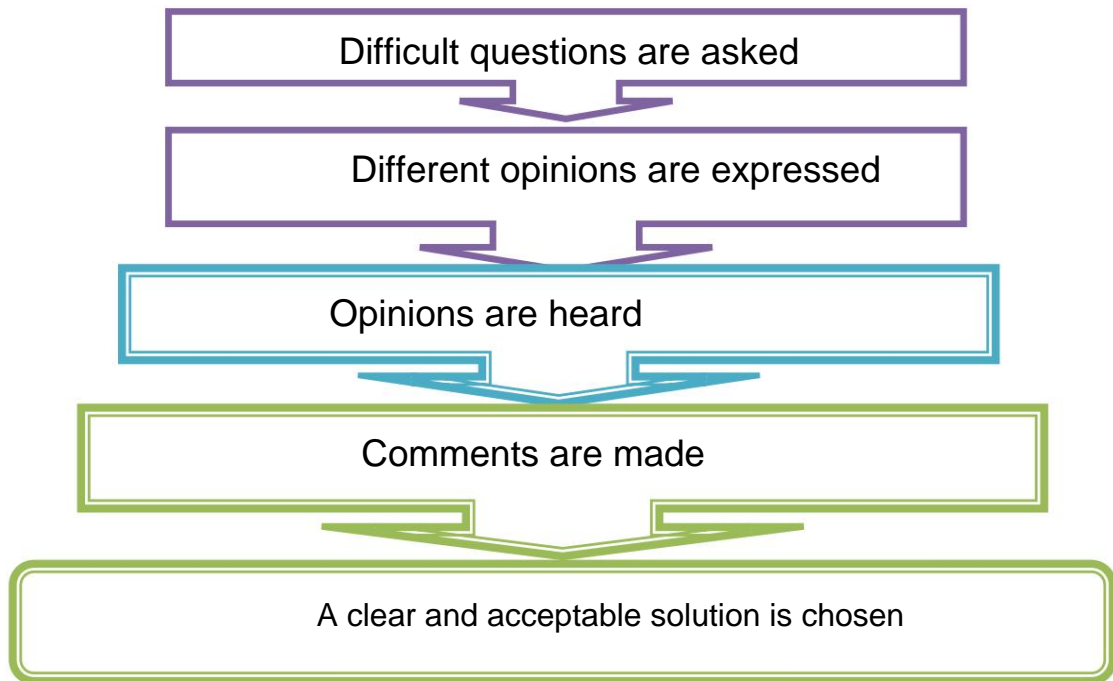 Difficult questions are asked
Different opinions are expressed
Opinions are heard
Comments are made
A clear and acceptable solution is chosen